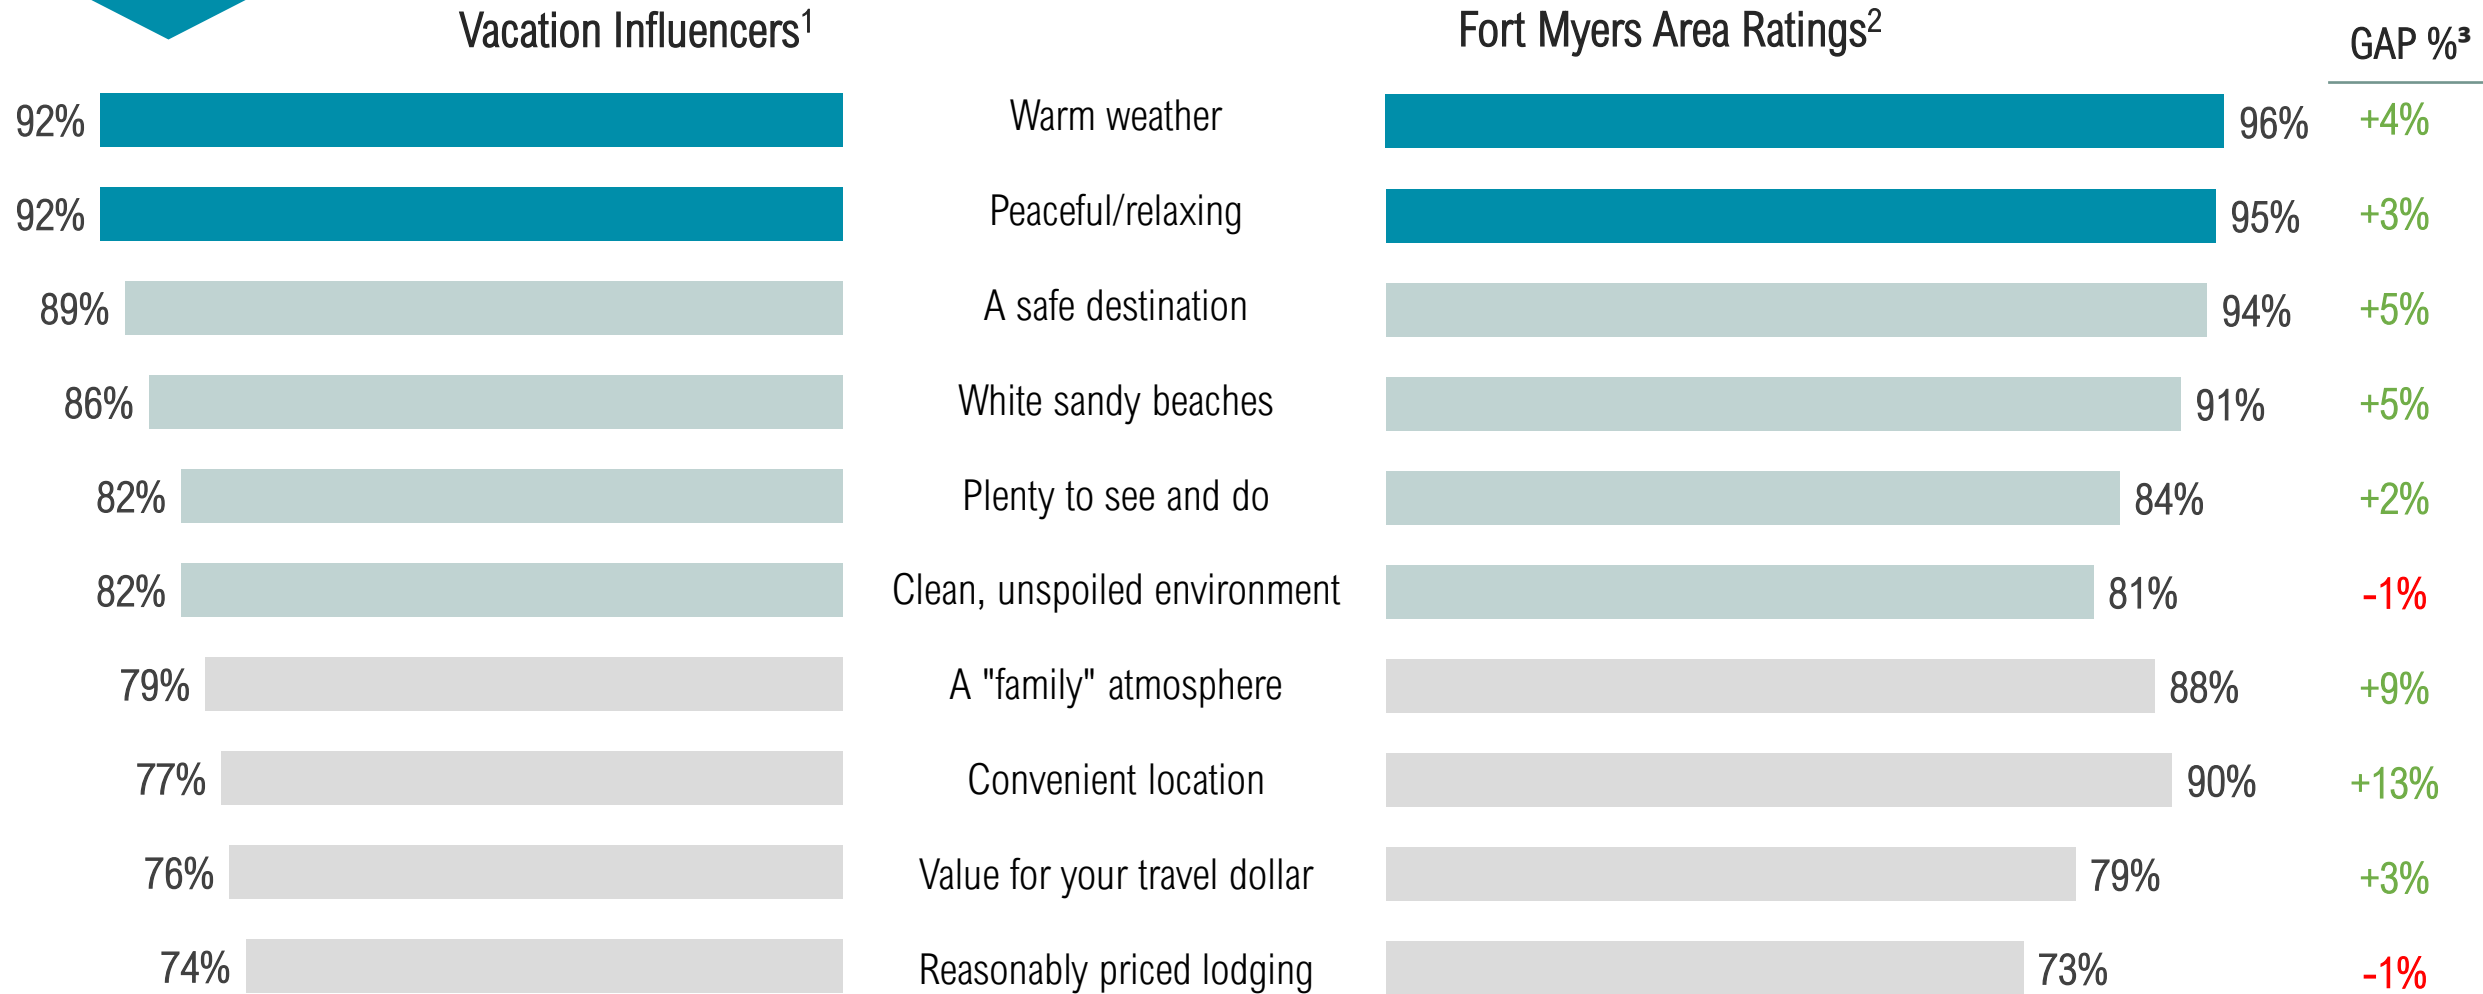 Vacation Influencers¹ Fort Myers Area Ratings² GAP %³
92% Warm weather 96% +4%
92% Peaceful/relaxing 95% +3%
89% A safe destination 94% +5%
86% White sandy beaches 91% +5%
82% Plenty to see and do 84% +2%
82% Clean, unspoiled environment 81% -1%
79% A "family" atmosphere 88% +9%
77% Convenient location 90% +13%
76% Value for your travel dollar 79% +3%
74% Reasonably priced lodging 73% -1%